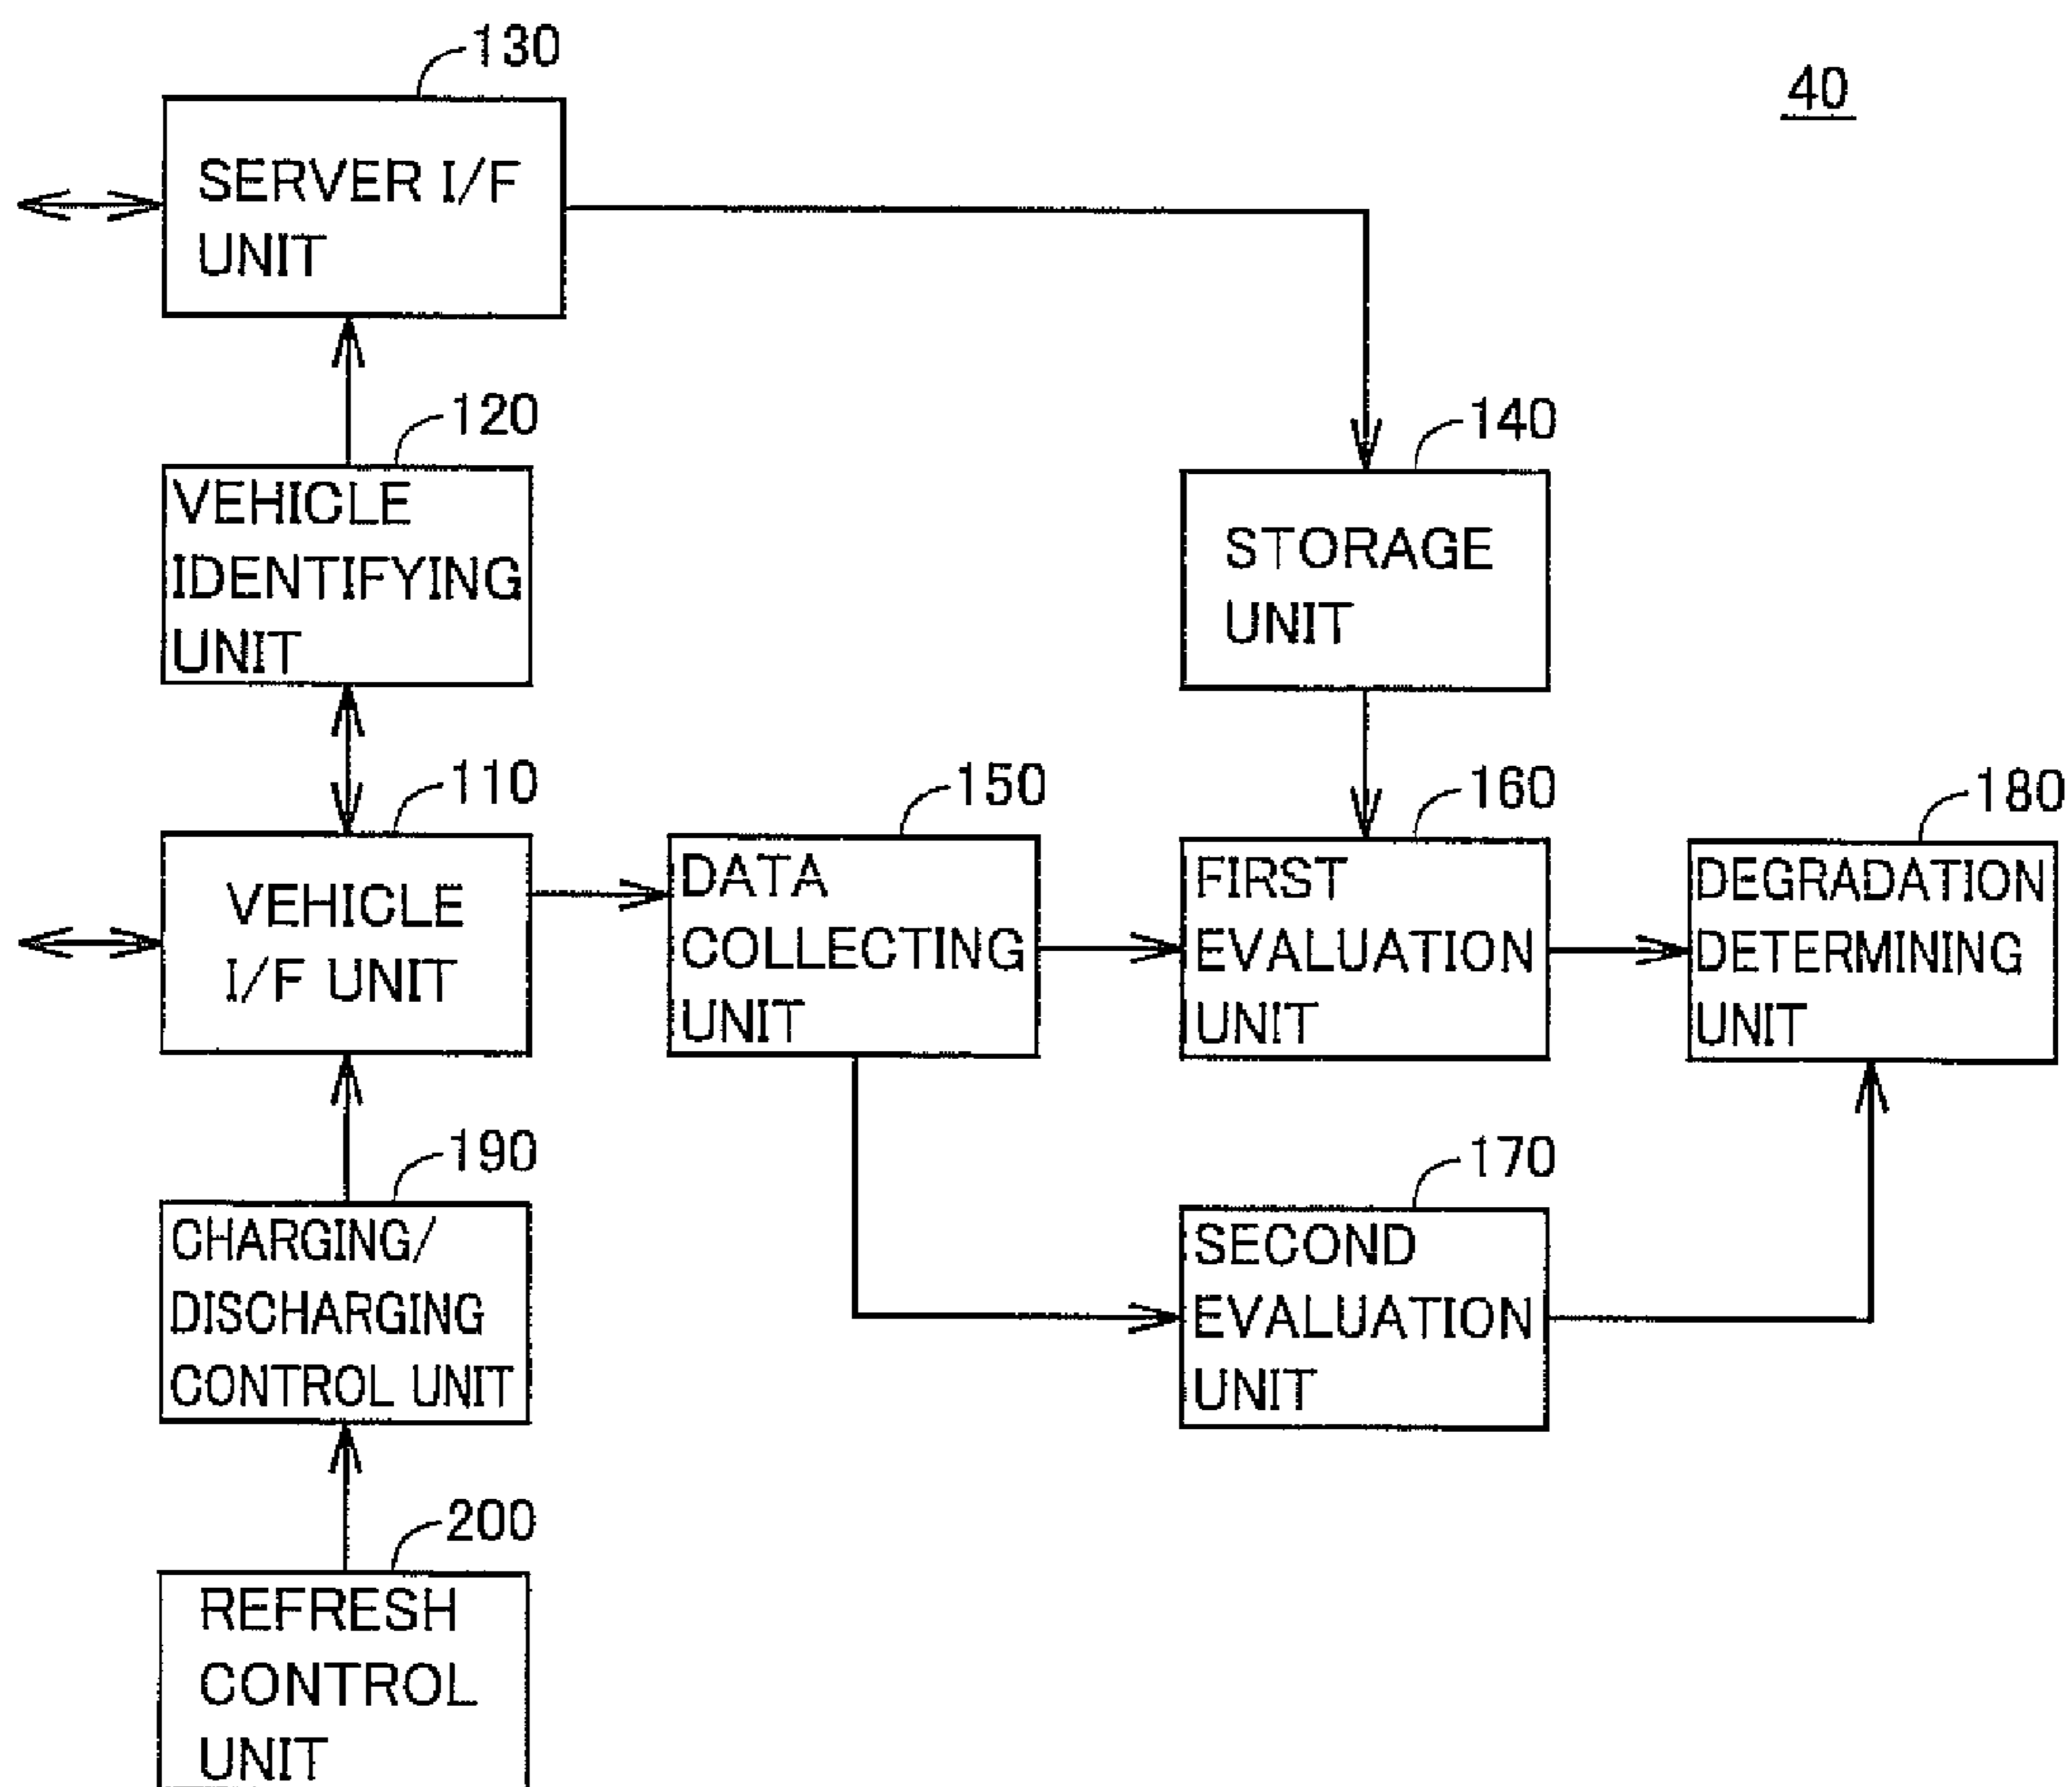 130
40
SERVER I/F
UNIT
120
VEHICLE
IDENTIFYING
UNIT
140
STORAGE
UNIT
110
VEHICLE
I/F UNIT
150
DATA
COLLECTING
UNIT
160
FIRST
EVALUATION
UNIT
180
DEGRADATION
DETERMINING
UNIT
190
CHARGING/
DISCHARGING
CONTROL UNIT
170
SECOND
EVALUATION
UNIT
200
REFRESH
CONTROL
UNIT